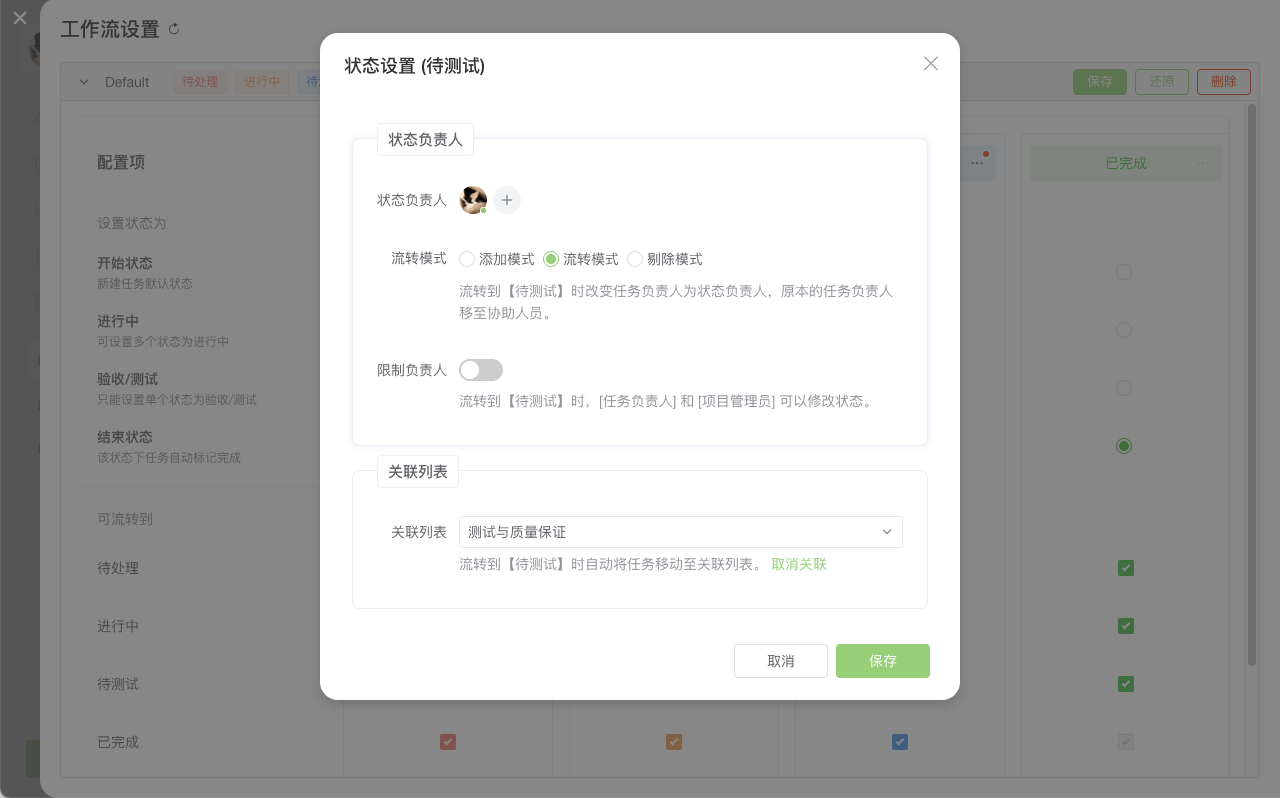 工作流设置
Default
待处理
进行中
待
保存
还原
删除
配置项
已完成
设置状态为
开始状态
新建任务默认状态
进行中
可设置多个状态为进行中
验收/测试
只能设置单个状态为验收/测试
结束状态
该状态下任务自动标记完成
可流转到
待处理
进行中
待测试
已完成
状态设置 (待测试)
状态负责人
状态负责人
流转模式
添加模式
流转模式
剔除模式
流转到【待测试】时改变任务负责人为状态负责人，原本的任务负责人
移至协助人员。
限制负责人
流转到【待测试】时，[任务负责人] 和 [项目管理员] 可以修改状态。
关联列表
关联列表
测试与质量保证
流转到【待测试】时自动将任务移动至关联列表。 取消关联
取消
保存